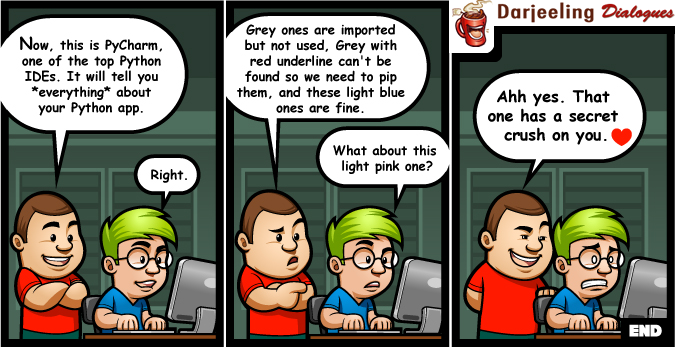 Darjeeling Dialogues
Now, this is PyCharm,
one of the top Python
IDEs. It will tell you
*everything* about
your Python app.
Right.
Grey ones are imported
but not used, Grey with
red underline can't be
found so we need to pip
them, and these light blue
ones are fine.
What about this
light pink one?
Ahh yes. That
one has a secret
crush on you.
END